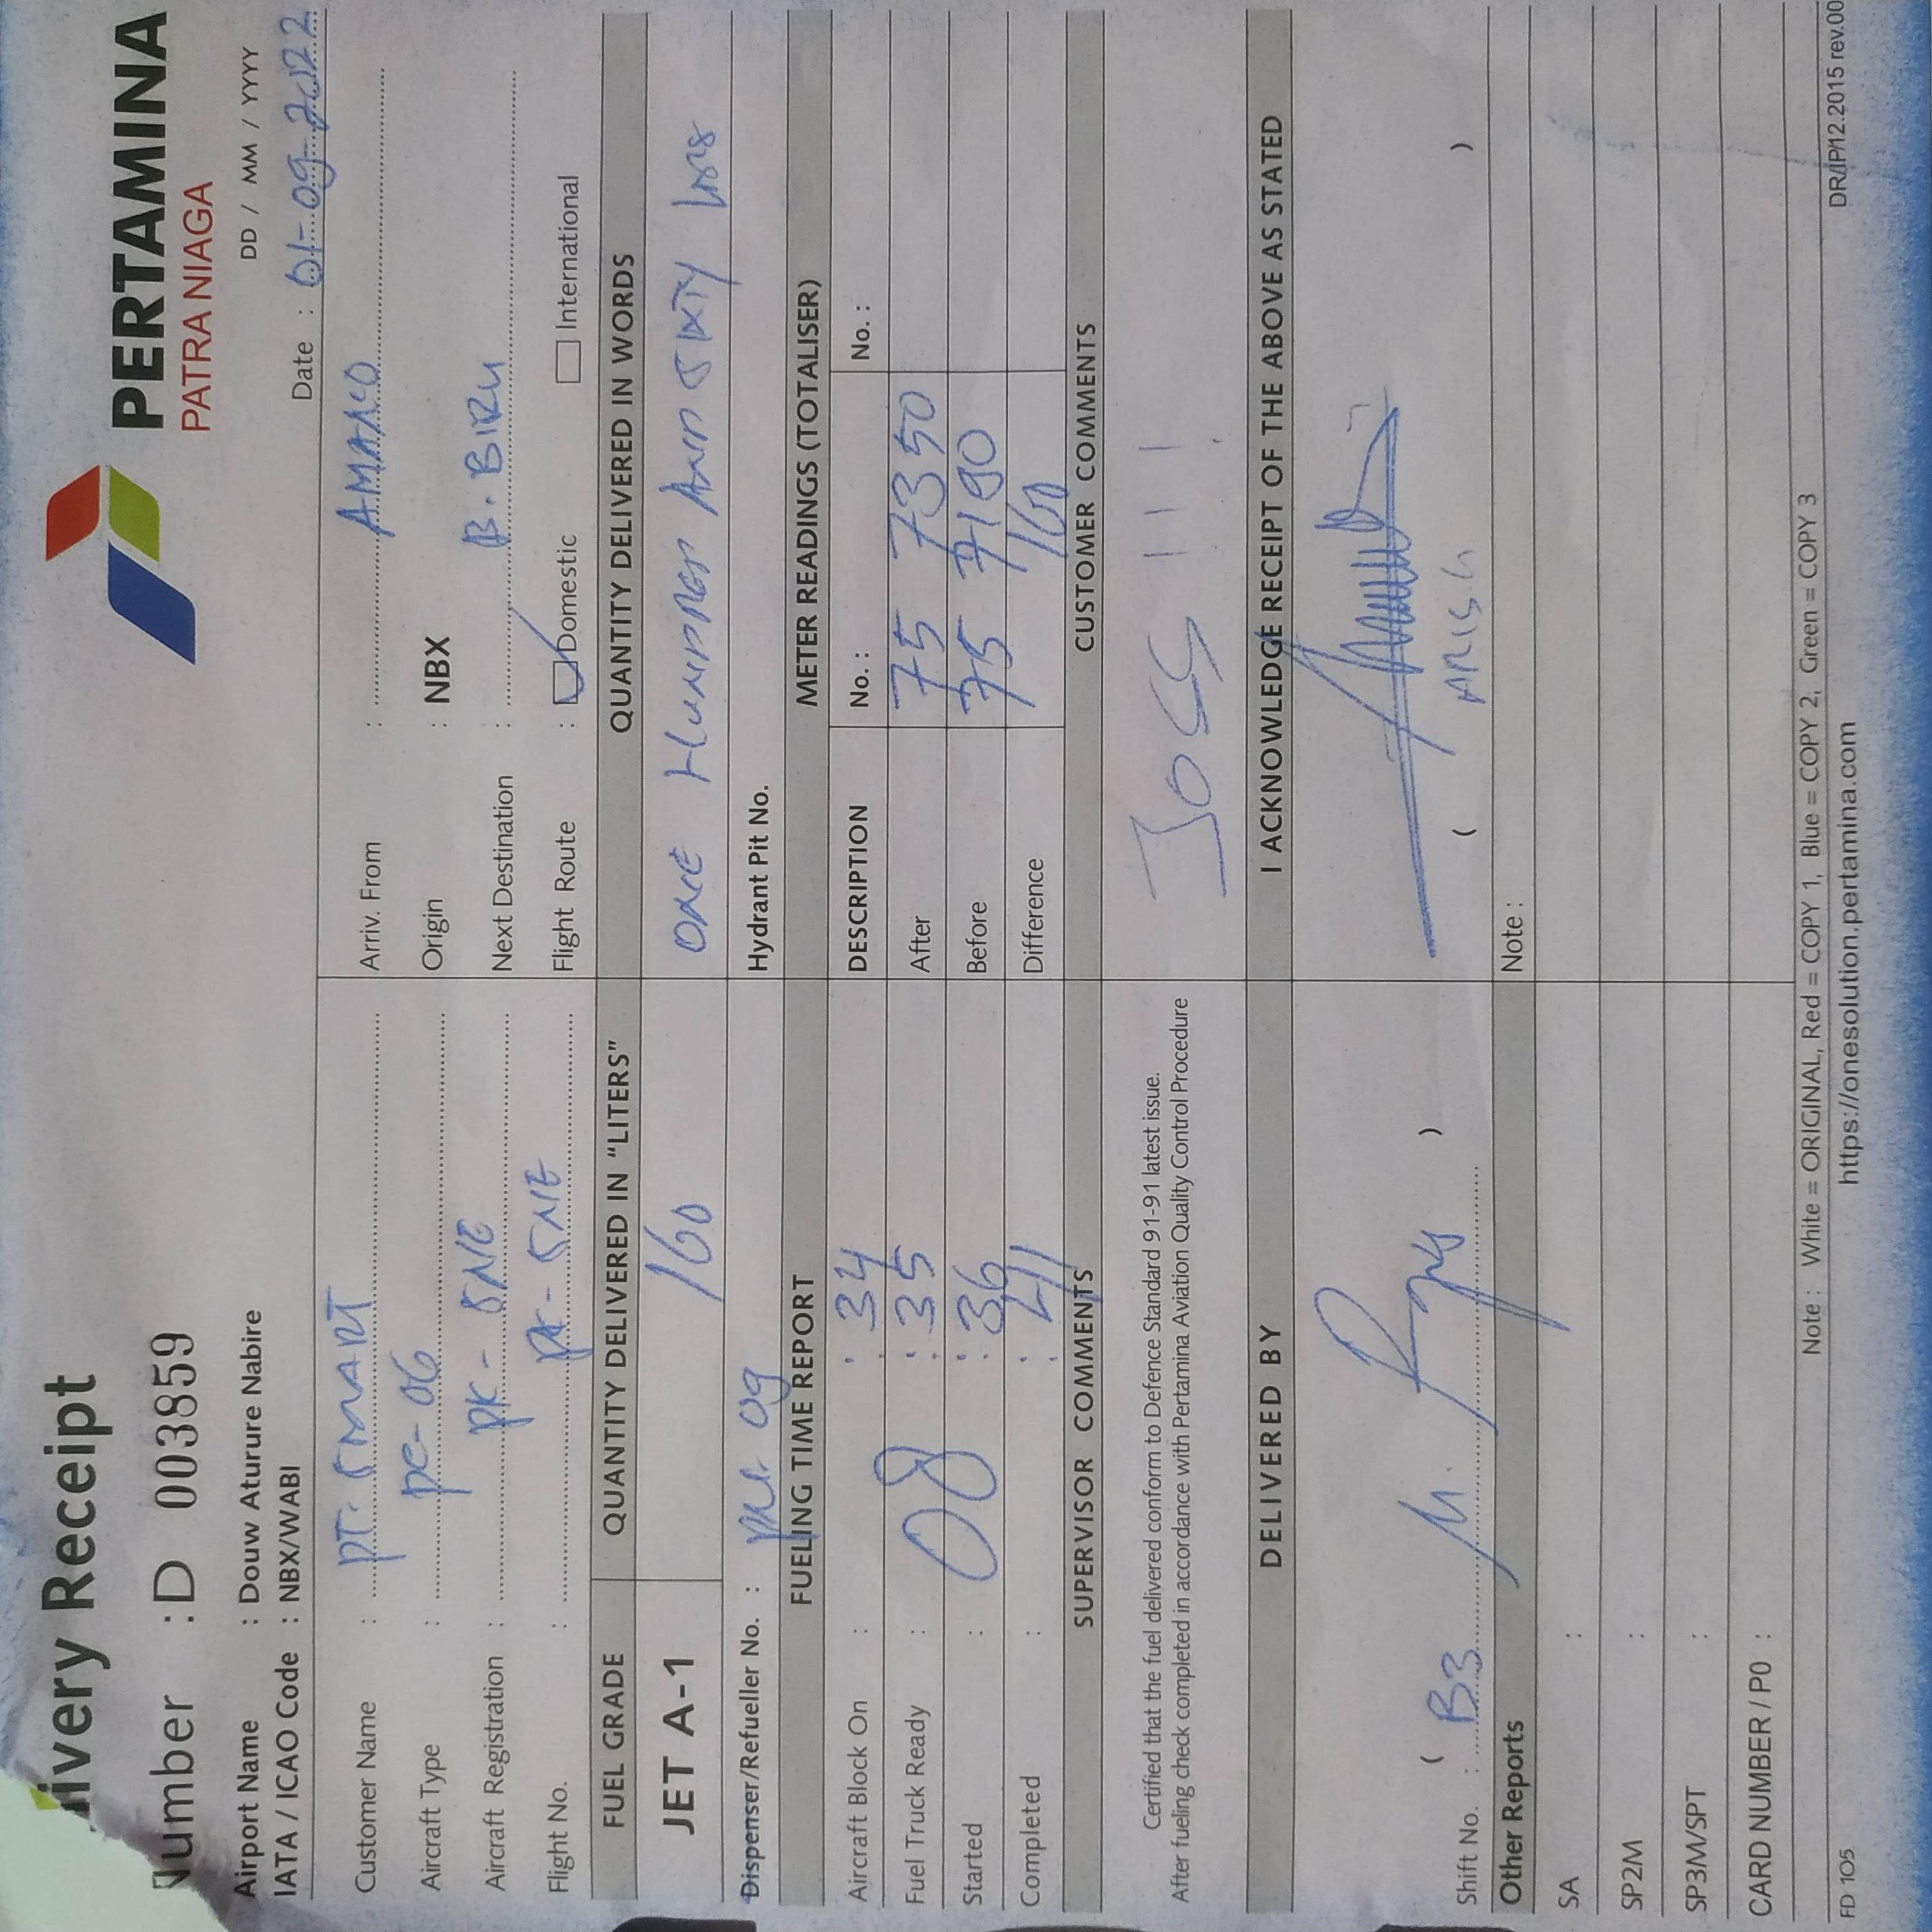 PERTAMINA
PATRA NIAGA
ivery Receipt
Number :D 003859
DD / MM / YYYY
Airport Name : Douw Aturure Nabire
IATA / ICAO Code : NBX/WABI
Date : 01-09-2022
Customer Name : PT. SMART
Arriv. From : AMAKO
Aircraft Type : PC-06
Origin : NBX
Aircraft Registration : PK-SNE
Next Destination : B. BIRU
Flight No. : PK-SNE
Flight Route : Domestic International
FUEL GRADE QUANTITY DELIVERED IN "LITERS" QUANTITY DELIVERED IN WORDS
JET A-1 160 ONE HUNDRED AND SIXTY
Dispenser/Refueller No. : 09 Hydrant Pit No.
FUELING TIME REPORT METER READINGS (TOTALISER)
Aircraft Block On : : 34 DESCRIPTION No. : No. :
Fuel Truck Ready : 08 : 35 After 75 7350
Started : : 36 Before 75 7190
Completed : : 41 Difference 160
SUPERVISOR COMMENTS CUSTOMER COMMENTS
Certified that the fuel delivered conform to Defence Standard 91-91 latest issue.
After fueling check completed in accordance with Pertamina Aviation Quality Control Procedure
JOSS !!!
DELIVERED BY I ACKNOWLEDGE RECEIPT OF THE ABOVE AS STATED
( )
Shift No. : B3
( )
Other Reports Note :
SA :
SP2M :
SP3M/SPT :
CARD NUMBER / P0 :
Note : White = ORIGINAL, Red = COPY 1, Blue = COPY 2, Green = COPY 3
FD 105 https://onesolution.pertamina.com DR/IP/12.2015 rev.00